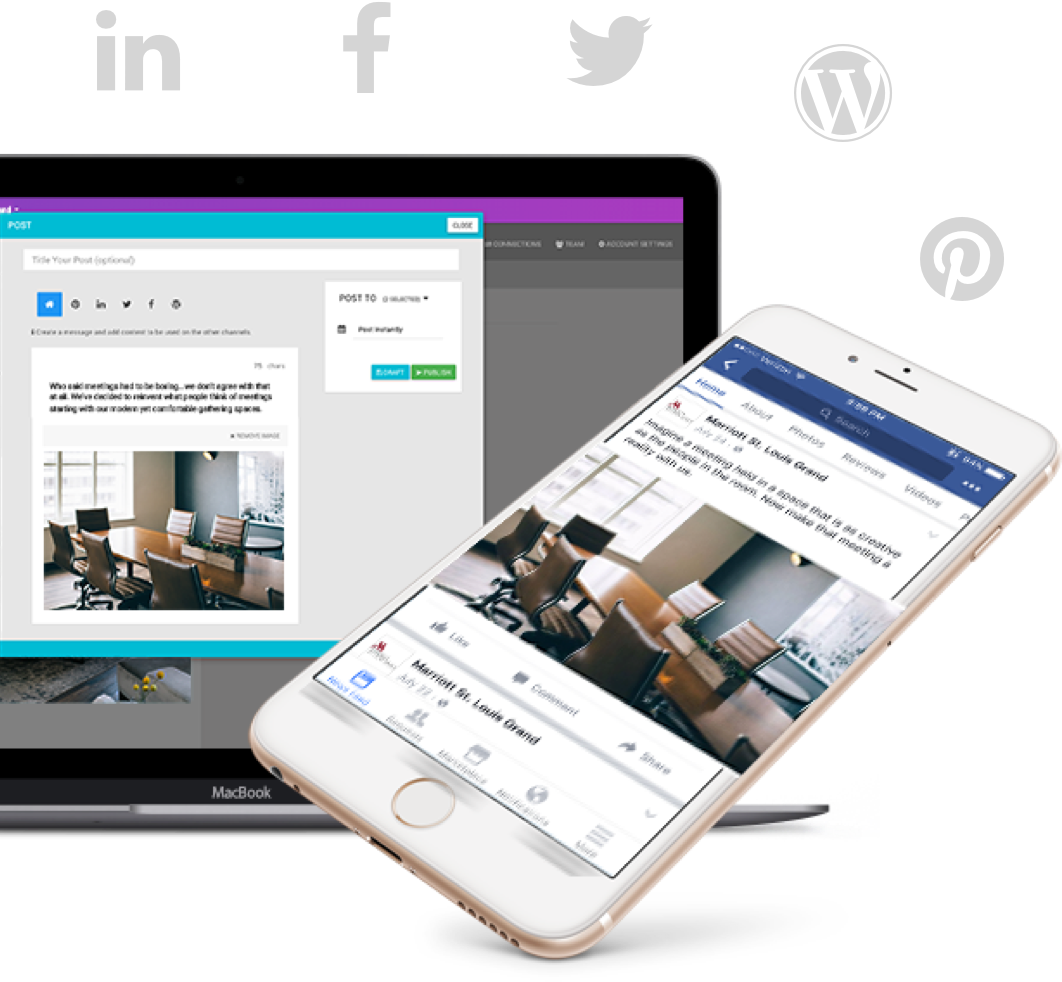 in
f
POST
CLOSE
CONNECTIONS
TEAM
ACCOUNT SETTINGS
Title Your Post (optional)
POST TO (2 SELECTED)
Post Instantly
DRAFT
PUBLISH
Create a message and add content to be used on the other channels.
75 chars
Who said meetings had to be boring...we don't agree with that
at all. We've decided to reinvent what people think of meetings
starting with our modern yet comfortable gathering spaces.
REMOVE IMAGE
MacBook
Verizon
9:58 PM
64%
Search
Home
About
Photos
Reviews
Videos
Marriott St. Louis Grand
July 24
Imagine a meeting held in a space that is as creative
as the people in the room. Now make that meeting a
reality with us.
Like
Comment
Share
Marriott St. Louis Grand
July 22
News Feed
Requests
Marketplace
Notifications
More